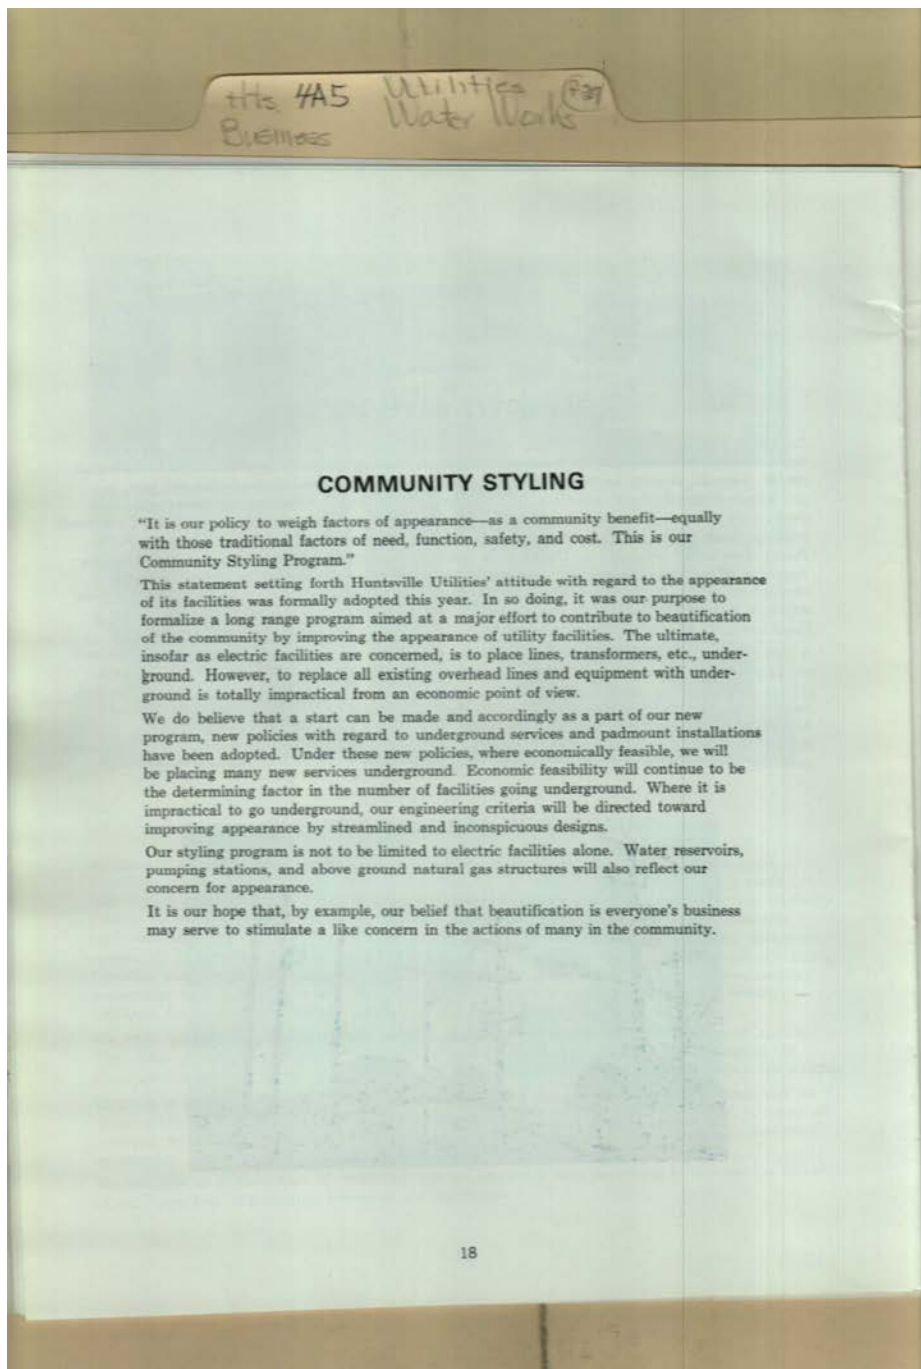 HHs 4A5 Utilities
Business Water Works
COMMUNITY STYLING
"It is our policy to weigh factors of appearance—as a community benefit—equally
with those traditional factors of need, function, safety, and cost. This is our
Community Styling Program."
This statement setting forth Huntsville Utilities' attitude with regard to the appearance
of its facilities was formally adopted this year. In so doing, it was our purpose to
formalize a long range program aimed at a major effort to contribute to beautification
of the community by improving the appearance of utility facilities. The ultimate,
insofar as electric facilities are concerned, is to place lines, transformers, etc., under-
ground. However, to replace all existing overhead lines and equipment with under-
ground is totally impractical from an economic point of view.
We do believe that a start can be made and accordingly as a part of our new
program, new policies with regard to underground services and padmount installations
have been adopted. Under these new policies, where economically feasible, we will
be placing many new services underground. Economic feasibility will continue to be
the determining factor in the number of facilities going underground. Where it is
impractical to go underground, our engineering criteria will be directed toward
improving appearance by streamlined and inconspicuous designs.
Our styling program is not to be limited to electric facilities alone. Water reservoirs,
pumping stations, and above ground natural gas structures will also reflect our
concern for appearance.
It is our hope that, by example, our belief that beautification is everyone's business
may serve to stimulate a like concern in the actions of many in the community.
18